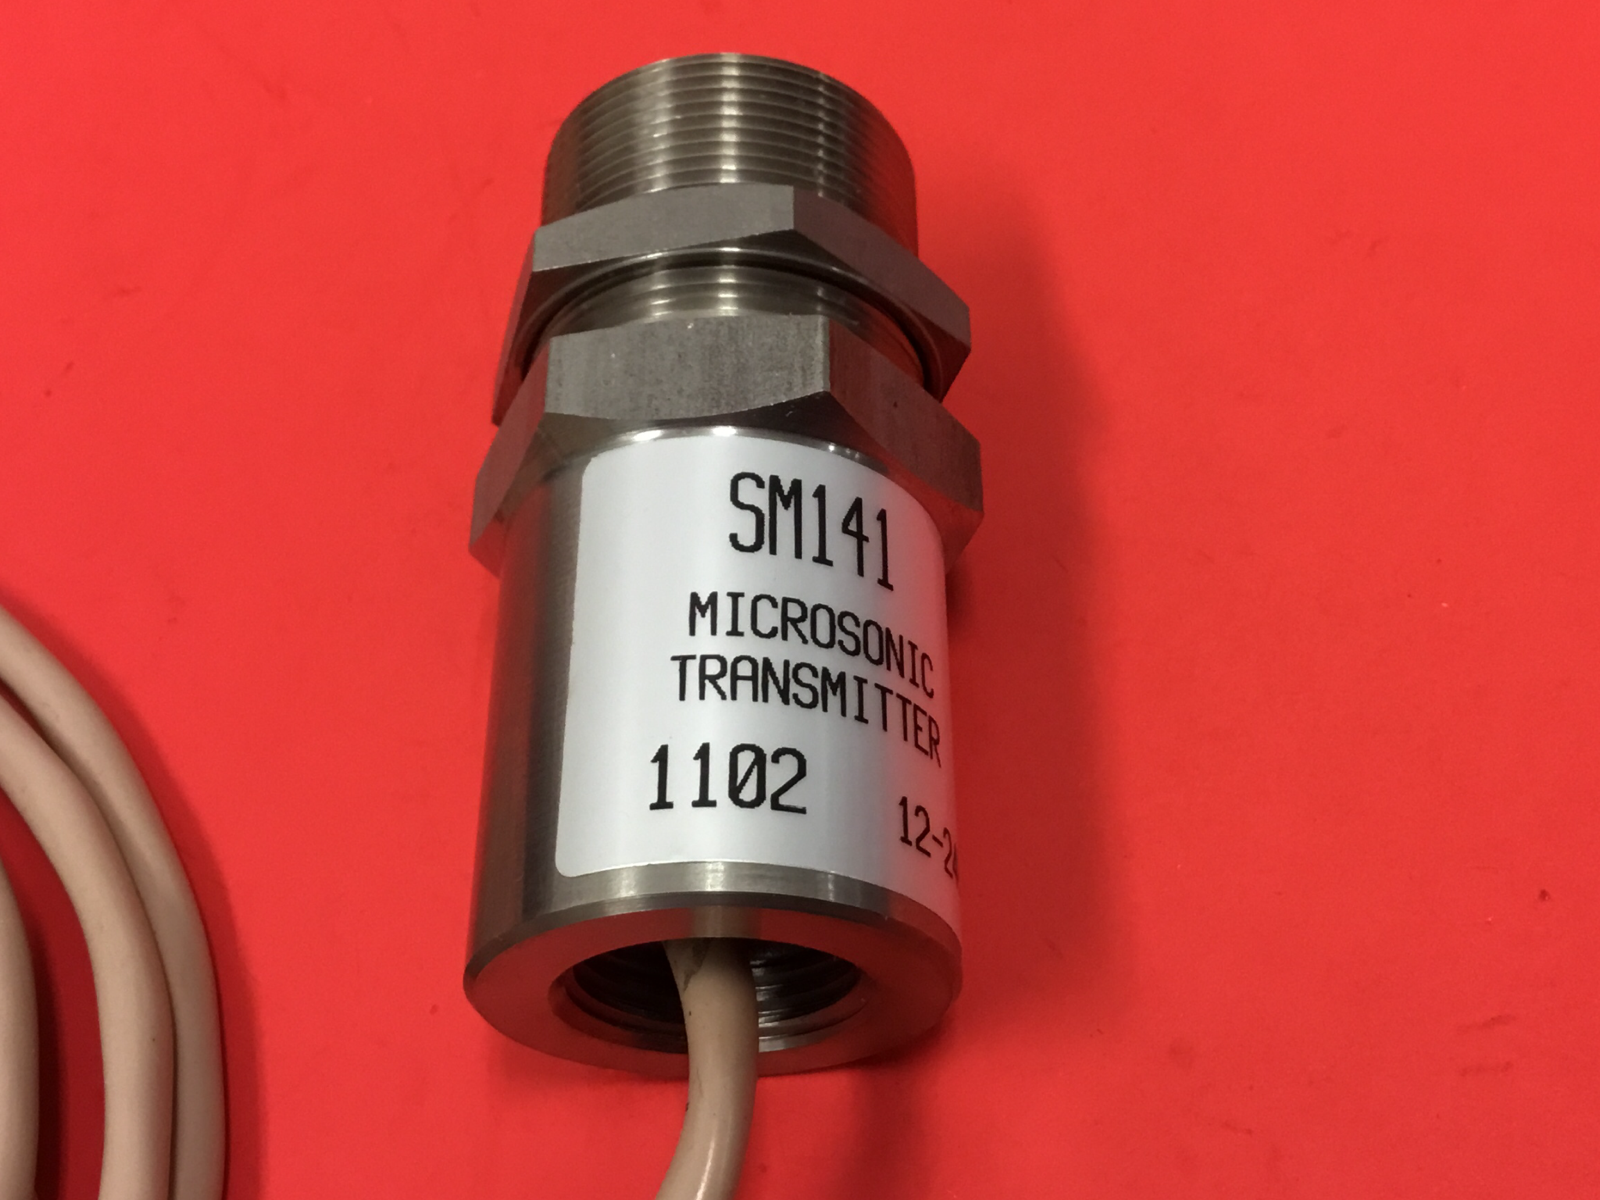 SM141
MICROSONIC
TRANSMITTER
1102